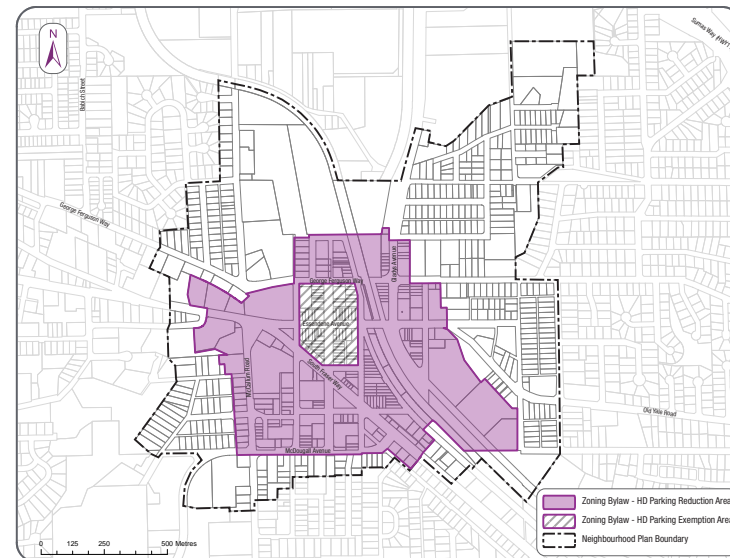 N
Babich Street
Sumas Way (HWY11
George Ferguson Way
Gladys Avenue
George Ferguson Way
Essendene Avenue
South Fraser Way
McCallum Road
Old Yale Road
McDougall Avenue
Zoning Bylaw - HD Parking Reduction Area
Zoning Bylaw - HD Parking Exemption Area
Neighbourhood Plan Boundary
0 125 250 500 Metres